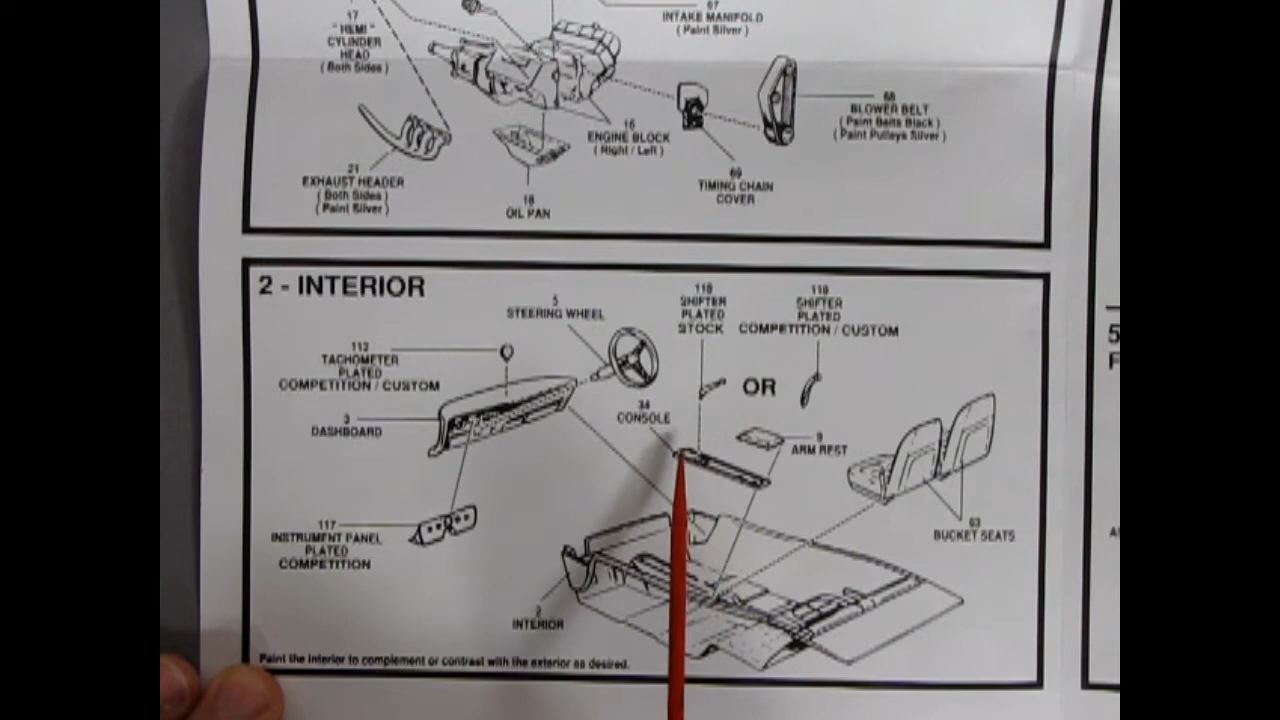 17
"HEMI"
CYLINDER
HEAD
( Both Sides )
67
INTAKE MANIFOLD
( Paint Silver )
68
BLOWER BELT
( Paint Belts Black )
( Paint Pulleys Silver )
16
ENGINE BLOCK
( Right / Left )
21
EXHAUST HEADER
( Both Sides )
( Paint Silver )
18
OIL PAN
69
TIMING CHAIN
COVER
2 - INTERIOR
5
STEERING WHEEL
110
SHIFTER
PLATED
STOCK
OR
110
SHIFTER
PLATED
COMPETITION / CUSTOM
112
TACHOMETER
PLATED
COMPETITION / CUSTOM
3
DASHBOARD
34
CONSOLE
9
ARM REST
117
INSTRUMENT PANEL
PLATED
COMPETITION
63
BUCKET SEATS
2
INTERIOR
Paint the interior to complement or contrast with the exterior as desired.
5